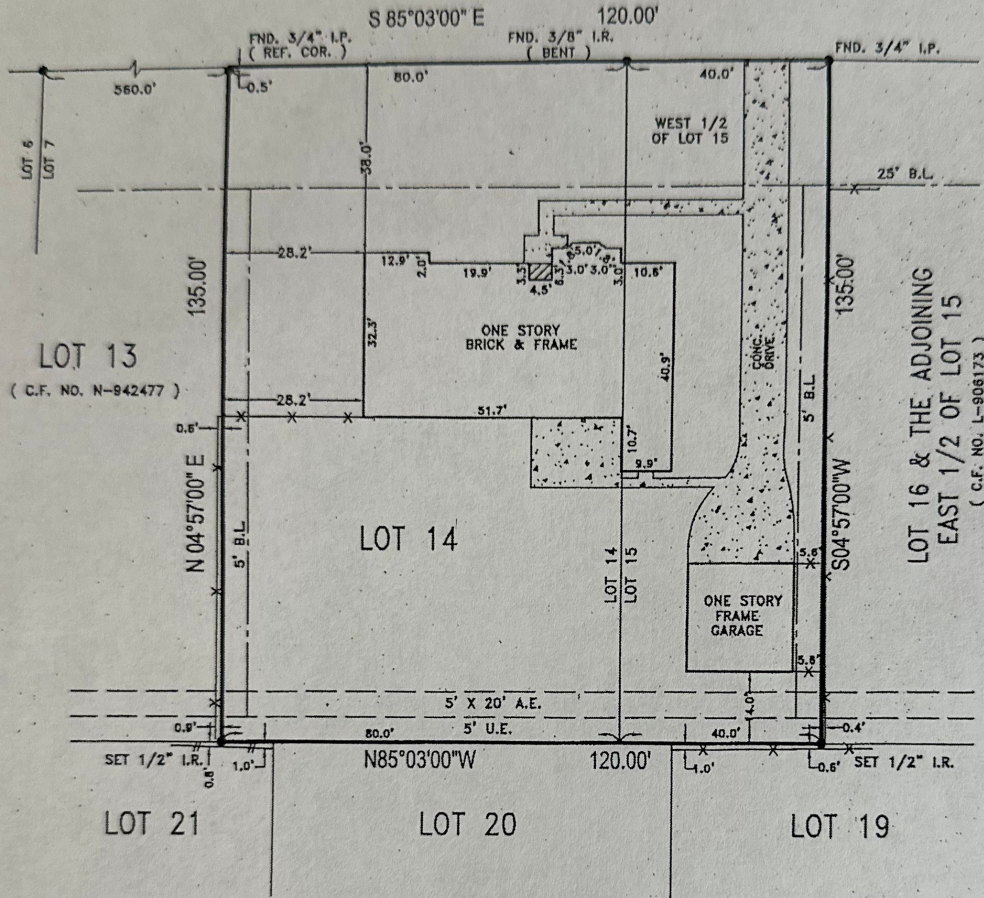 S 85°03'00" E 120.00'
FND. 3/4" I.P.
( REF. COR. )
FND. 3/8" I.R.
( BENT )
FND. 3/4" I.P.
560.0'
0.5'
80.0'
40.0'
LOT 6
LOT 7
WEST 1/2
OF LOT 15
38.0'
25' B.L.
28.2'
12.9'
2.0'
19.9'
3.3'
4.5'
6.3'
5.0'
3.0' 3.0'
3.0'
10.6'
135.00'
135.00'
ONE STORY
BRICK & FRAME
32.3'
40.9'
CONC.
DRIVE
LOT 13
( C.F. NO. N-942477 )
28.2'
51.7'
0.6'
10.7'
9.9'
5' B.L.
LOT 16 & THE ADJOINING
EAST 1/2 OF LOT 15
( C.F. NO. L-906173 )
N 04°57'00" E
S04°57'00"W
5' B.L.
LOT 14
LOT 14
LOT 15
5.6'
ONE STORY
FRAME
GARAGE
5.8'
5' X 20' A.E.
14.0'
5' U.E.
0.9'
80.0'
40.0'
0.4'
SET 1/2" I.R.
0.8'
1.0'
N85°03'00"W 120.00'
1.0'
0.6'
SET 1/2" I.R.
LOT 21
LOT 20
LOT 19